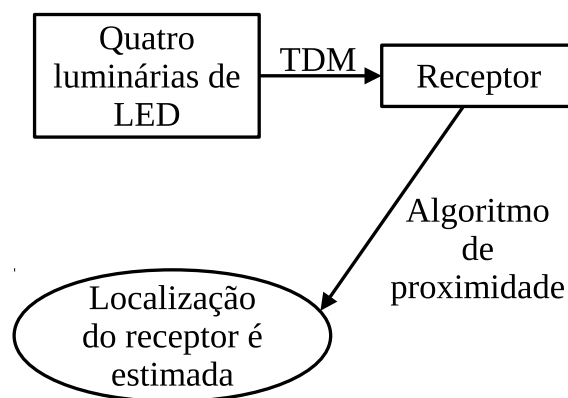 Quatro
luminárias de
LED
TDM
Receptor
Algoritmo
de
proximidade
Localização
do receptor é
estimada